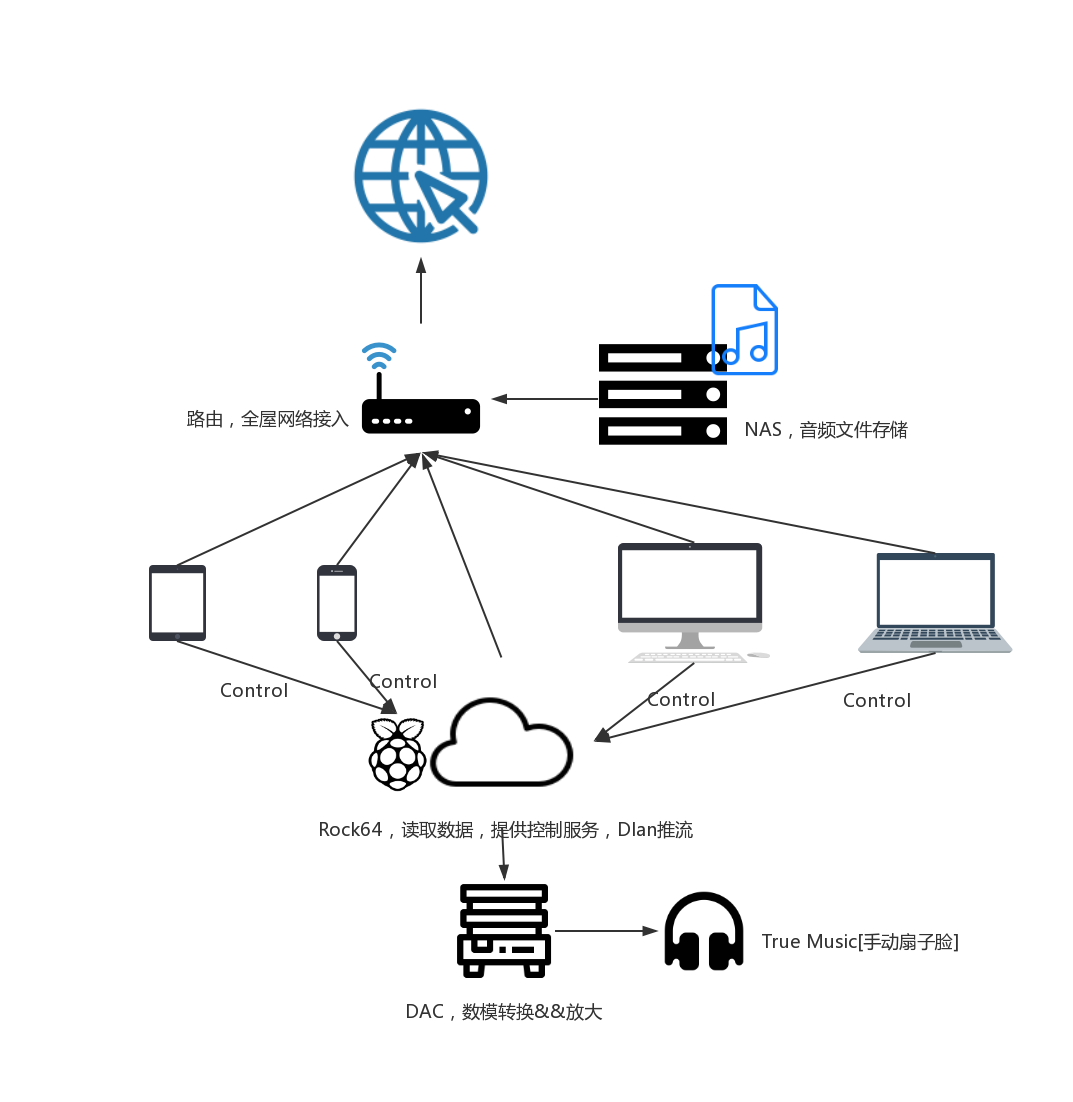 路由，全屋网络接入
NAS，音频文件存储
Control
Control
Control
Control
Rock64，读取数据，提供控制服务，Dlan推流
True Music[手动扇子脸]
DAC，数模转换&&放大